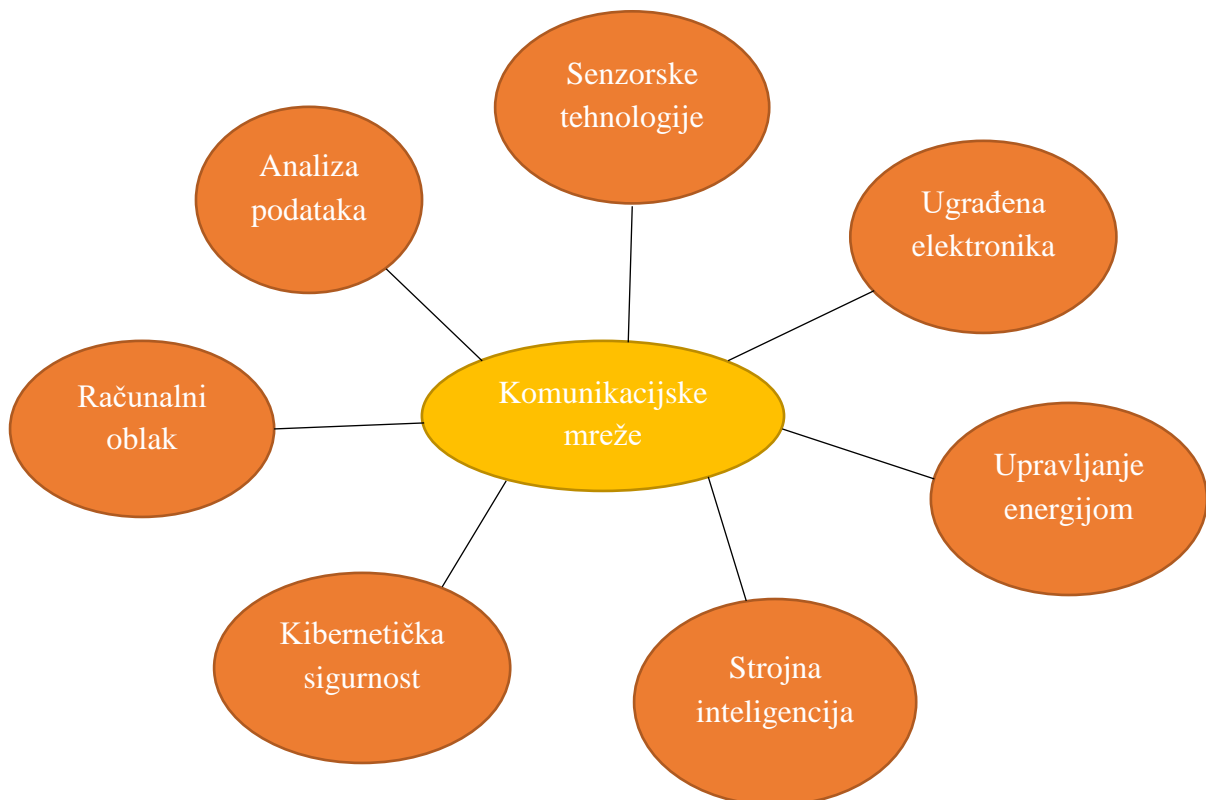 Senzorske
tehnologije
Analiza
podataka
Ugrađena
elektronika
Računalni
oblak
Komunikacijske
mreže
Upravljanje
energijom
Kibernetička
sigurnost
Strojna
inteligencija